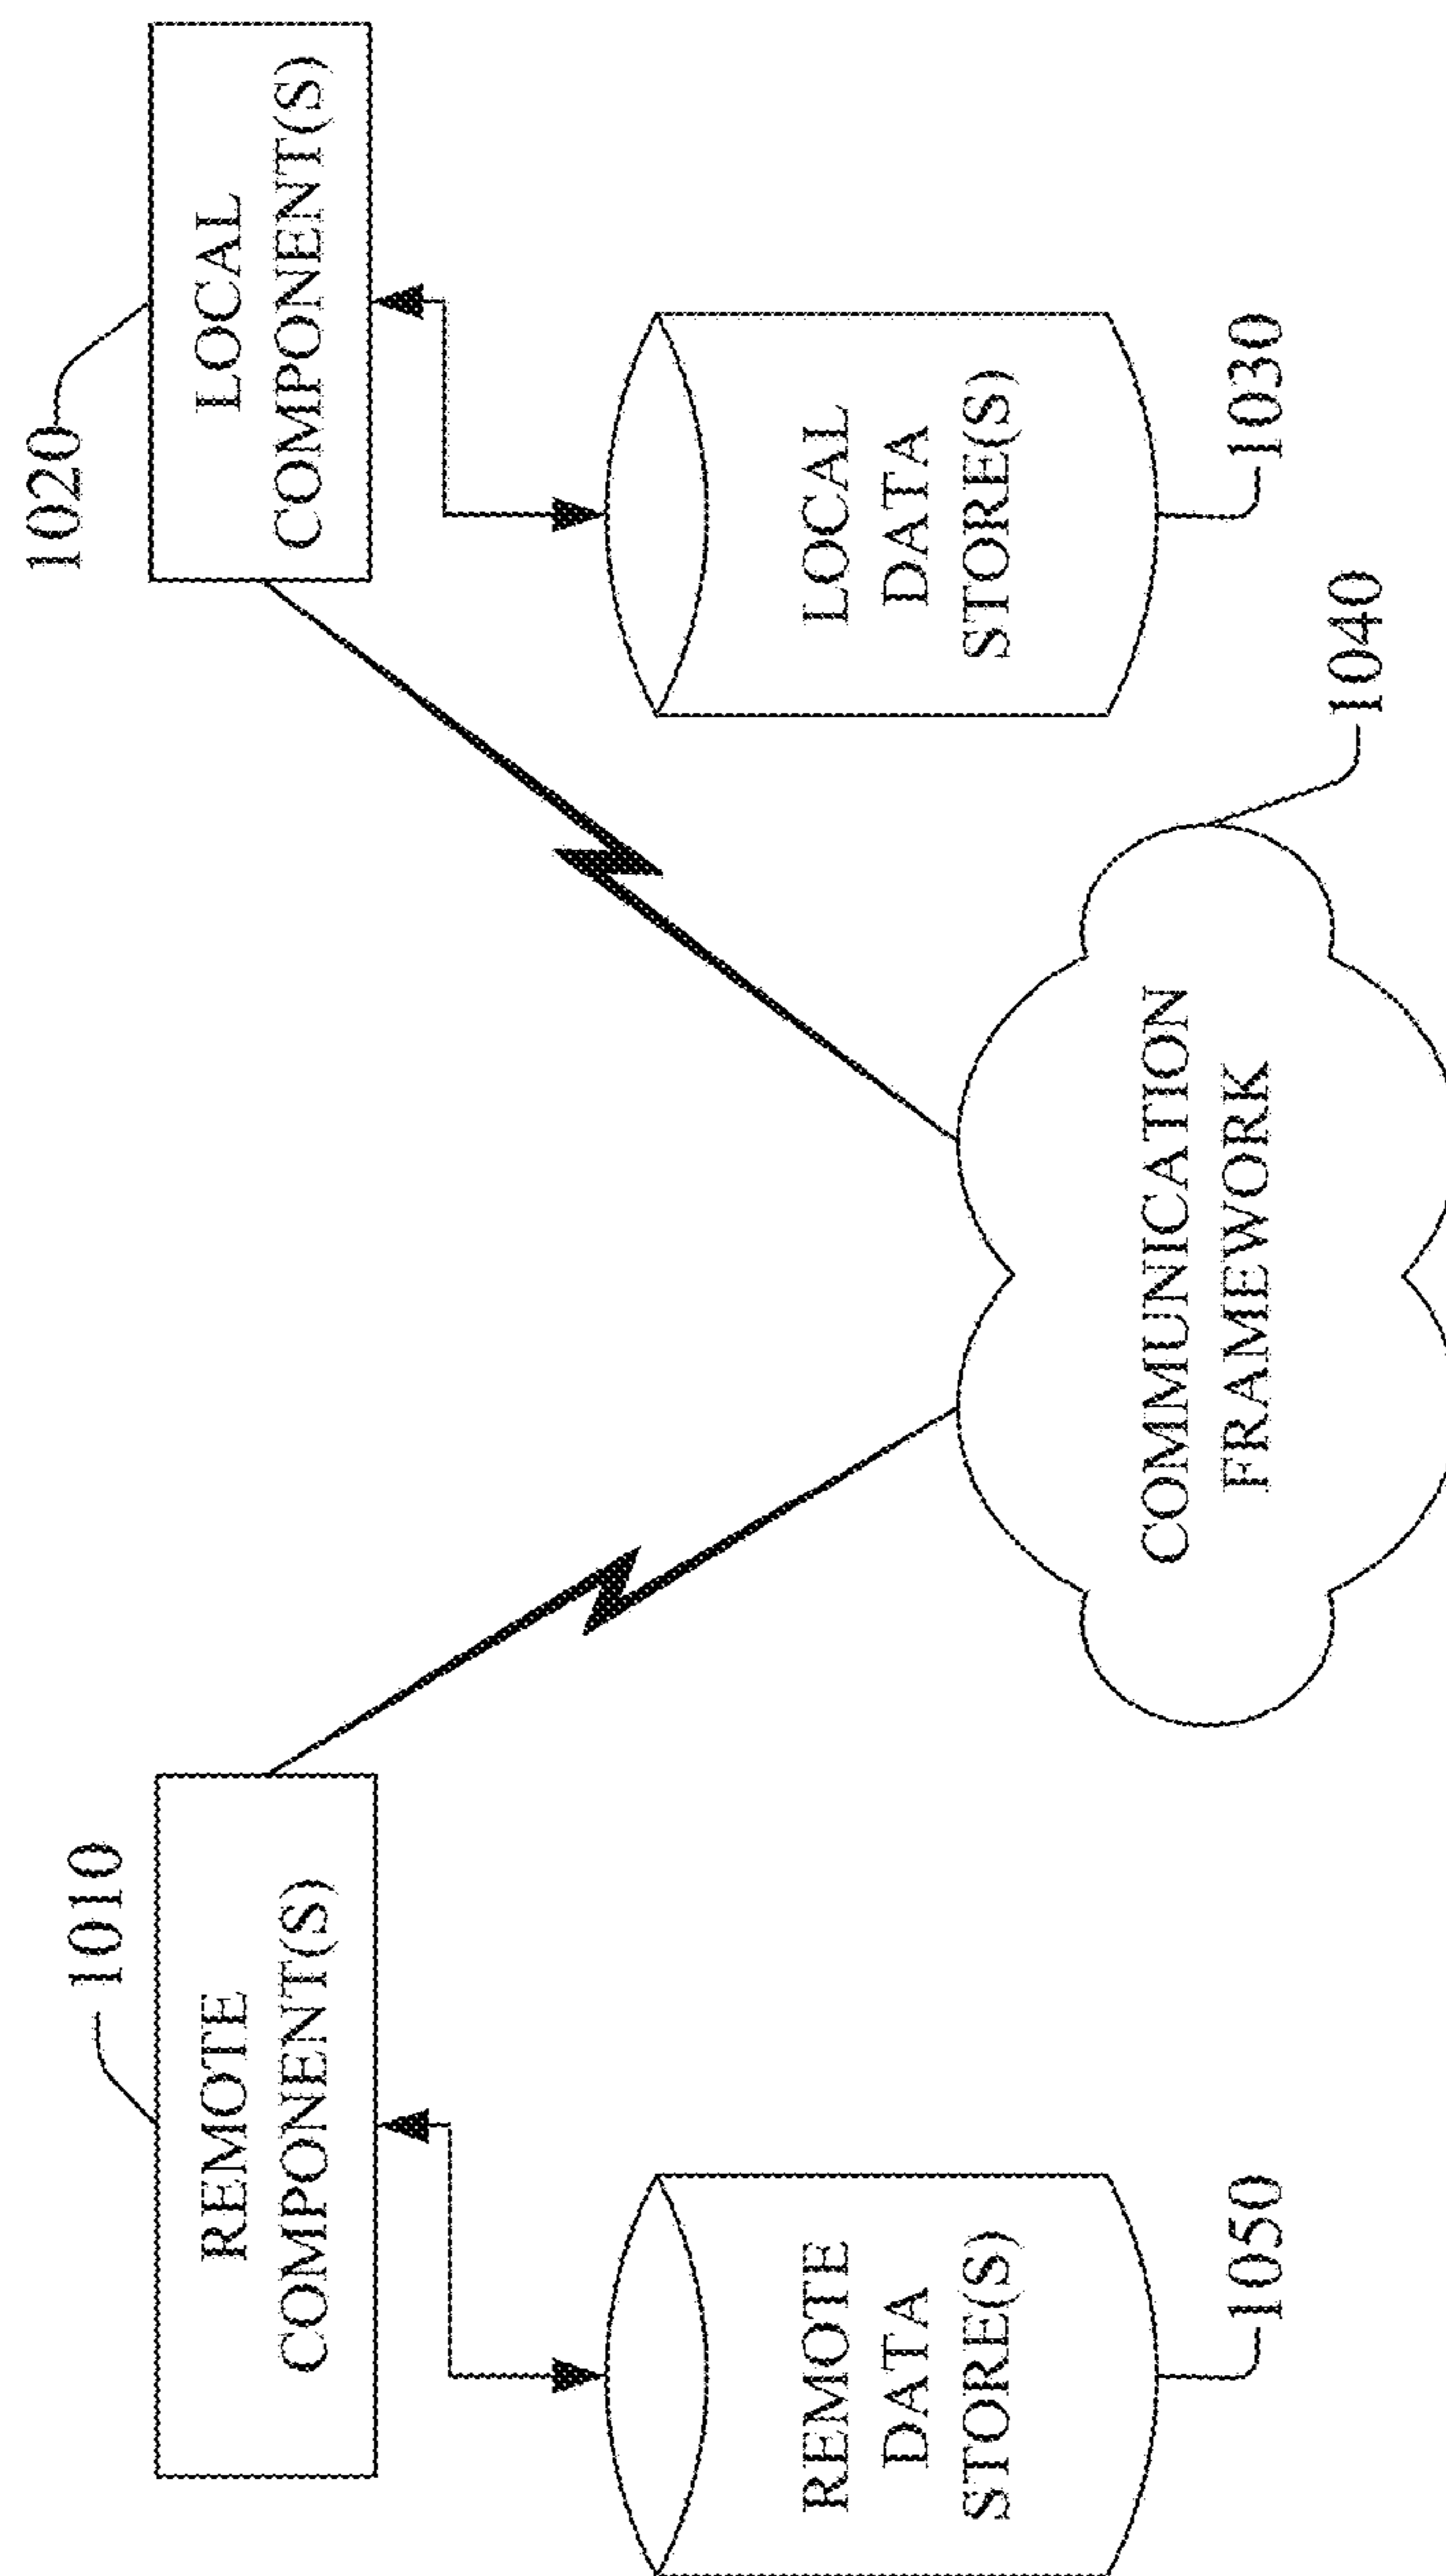 1010
REMOTE
COMPONENT(S)
1020
LOCAL
COMPONENT(S)
REMOTE
DATA
STORE(S)
1050
LOCAL
DATA
STORE(S)
1030
COMMUNICATION
FRAMEWORK
1040